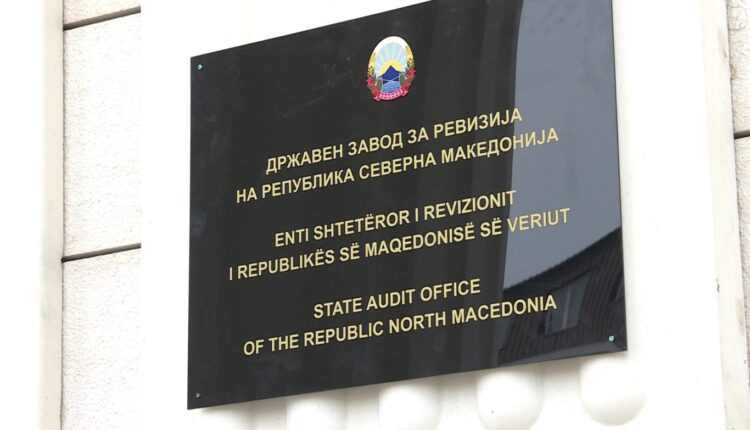 ДРЖАВЕН ЗАВОД ЗА РЕВИЗИЈА
НА РЕПУБЛИКА СЕВЕРНА МАКЕДОНИЈА
ENTI SHTETËROR I REVIZIONIT
I REPUBLIKËS SË MAQEDONISË SË VERIUT
STATE AUDIT OFFICE
OF THE REPUBLIC NORTH MACEDONIA